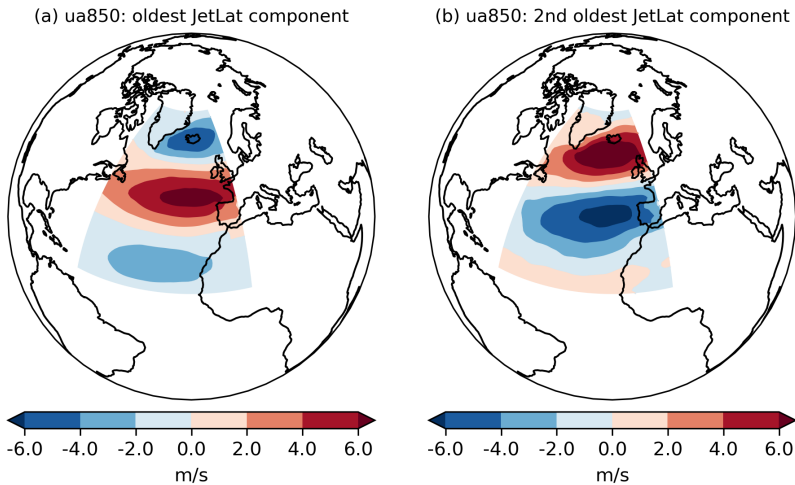 (a) ua850: oldest JetLat component
(b) ua850: 2nd oldest JetLat component
-6.0 -4.0 -2.0 0.0 2.0 4.0 6.0
m/s
-6.0 -4.0 -2.0 0.0 2.0 4.0 6.0
m/s